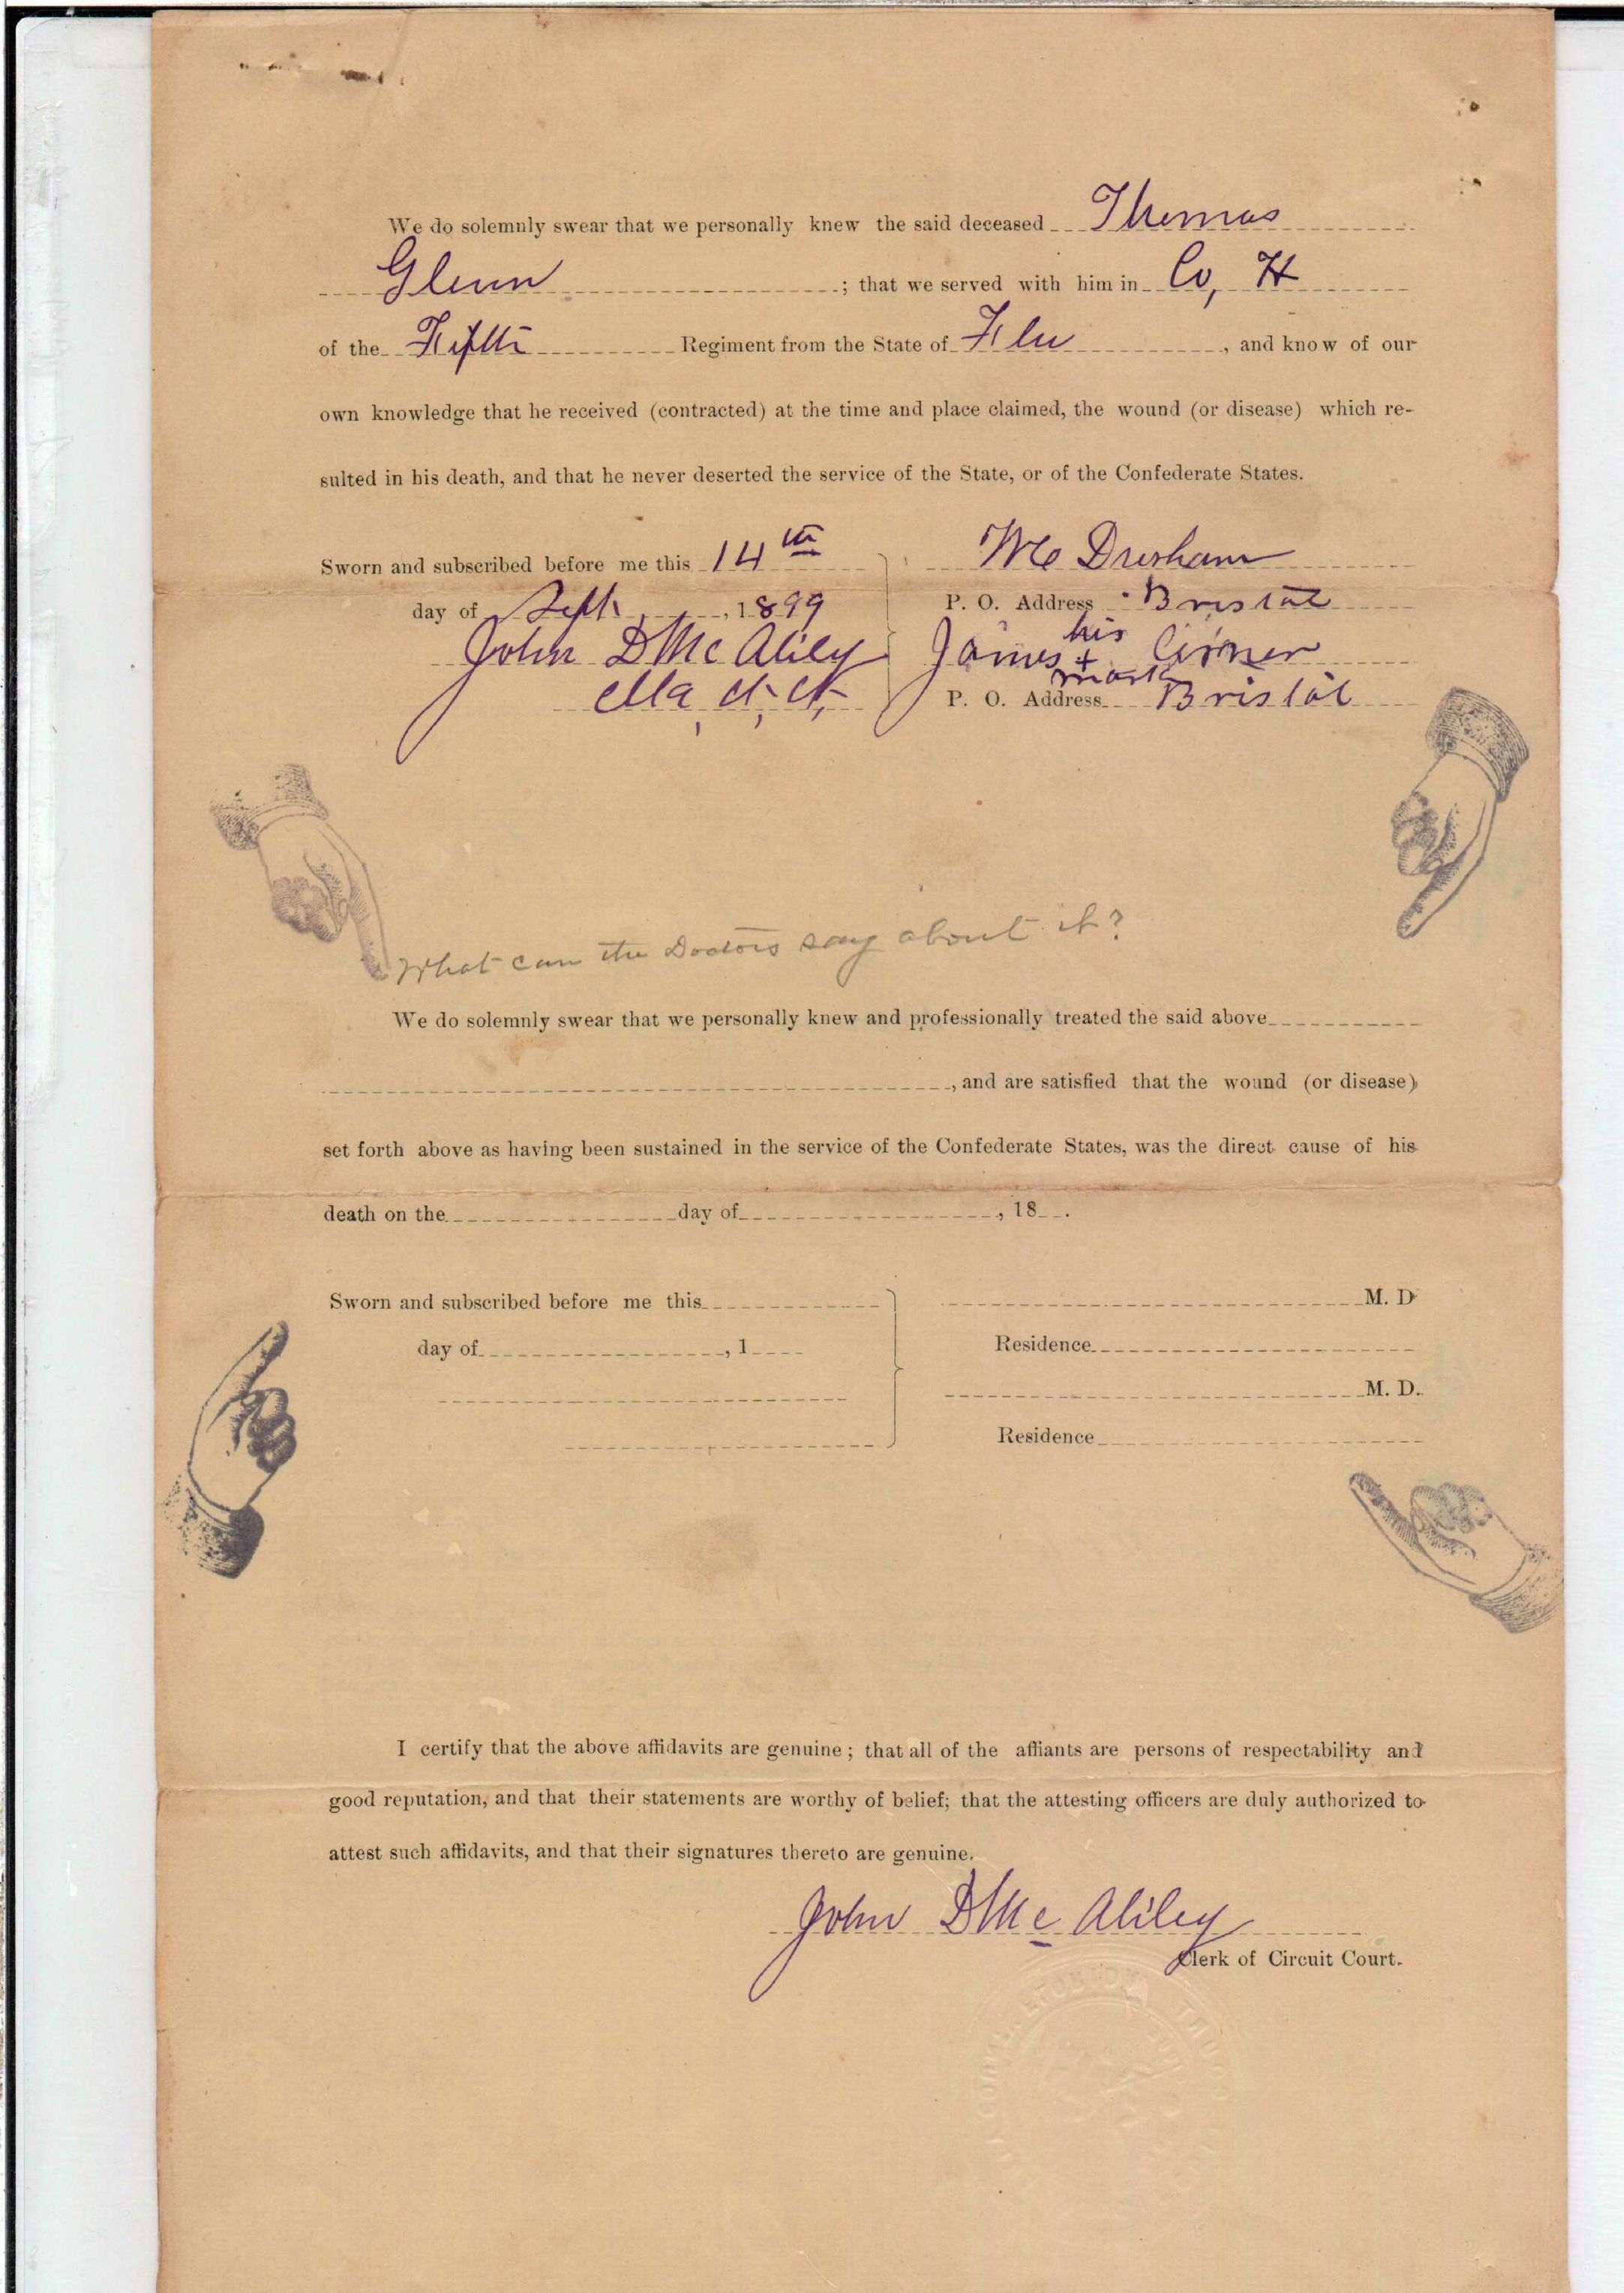 We do solemnly swear that we personally knew the said deceased Thomas
Glenn ; that we served with him in Co, H
of the Fifth Regiment from the State of Fla , and know of our
own knowledge that he received (contracted) at the time and place claimed, the wound (or disease) which re-
sulted in his death, and that he never deserted the service of the State, or of the Confederate States.
Sworn and subscribed before me this 14th
day of Sept , 1899
John D McAliley
M
P. O. Address Bristol
his
James +
mark
P. O. Address Bristol
What can the Doctors say about it?
We do solemnly swear that we personally knew and professionally treated the said above
, and are satisfied that the wound (or disease)
set forth above as having been sustained in the service of the Confederate States, was the direct cause of his
death on the day of , 18 .
Sworn and subscribed before me this
day of , 1
M. D
Residence
M. D.
Residence
I certify that the above affidavits are genuine ; that all of the affiants are persons of respectability and
good reputation, and that their statements are worthy of belief; that the attesting officers are duly authorized to
attest such affidavits, and that their signatures thereto are genuine.
John D McAliley
Clerk of Circuit Court.